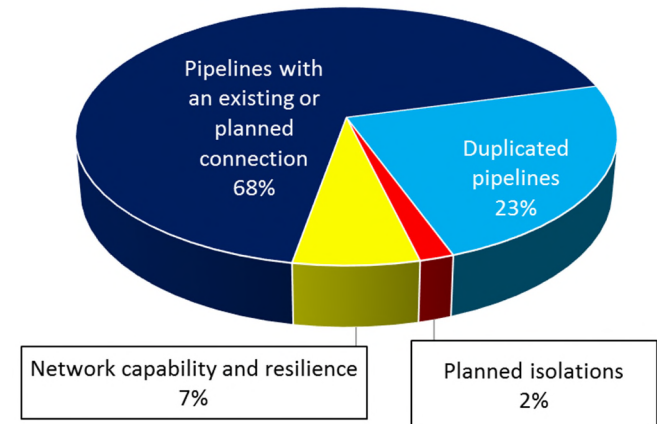 Pipelines with
an existing or
planned
connection
68%
Duplicated
pipelines
23%
Network capability and resilience
7%
Planned isolations
2%